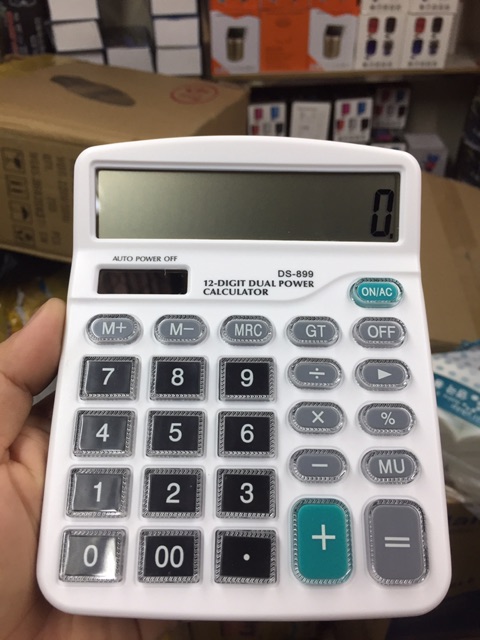 0.
AUTO POWER OFF
DS-899
12-DIGIT DUAL POWER
CALCULATOR
ON/AC
M+ M− MRC GT OFF
7 8 9 ÷ ►
4 5 6 × %
1 2 3 − MU
0 00 . + =